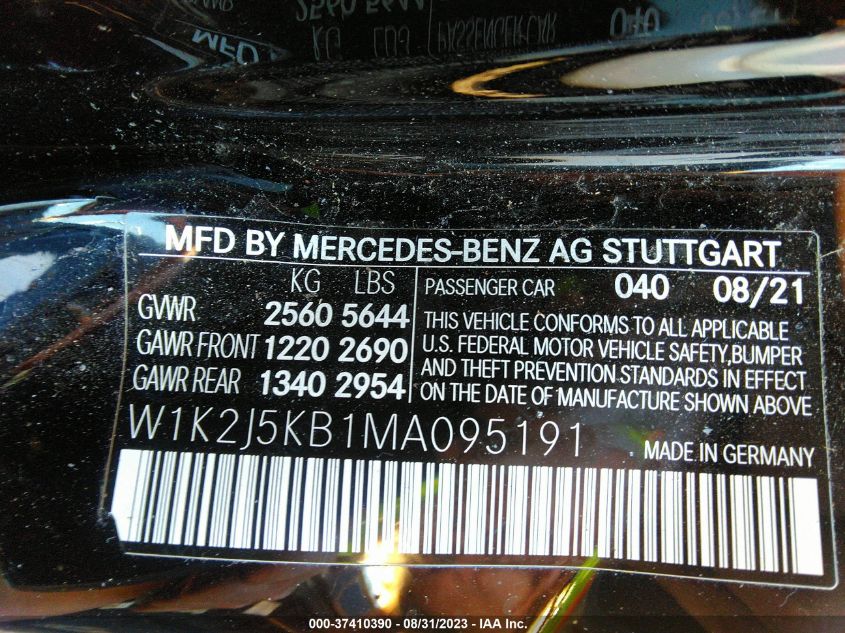 MFD BY MERCEDES-BENZ AG STUTTGART
KG LBS
GVWR 2560 5644
GAWR FRONT 1220 2690
GAWR REAR 1340 2954
PASSENGER CAR 040 08/21
THIS VEHICLE CONFORMS TO ALL APPLICABLE
U.S. FEDERAL MOTOR VEHICLE SAFETY,BUMPER
AND THEFT PREVENTION STANDARDS IN EFFECT
ON THE DATE OF MANUFACTURE SHOWN ABOVE
W1K2J5KB1MA095191
MADE IN GERMANY
000-37410390 - 08/31/2023 - IAA Inc.